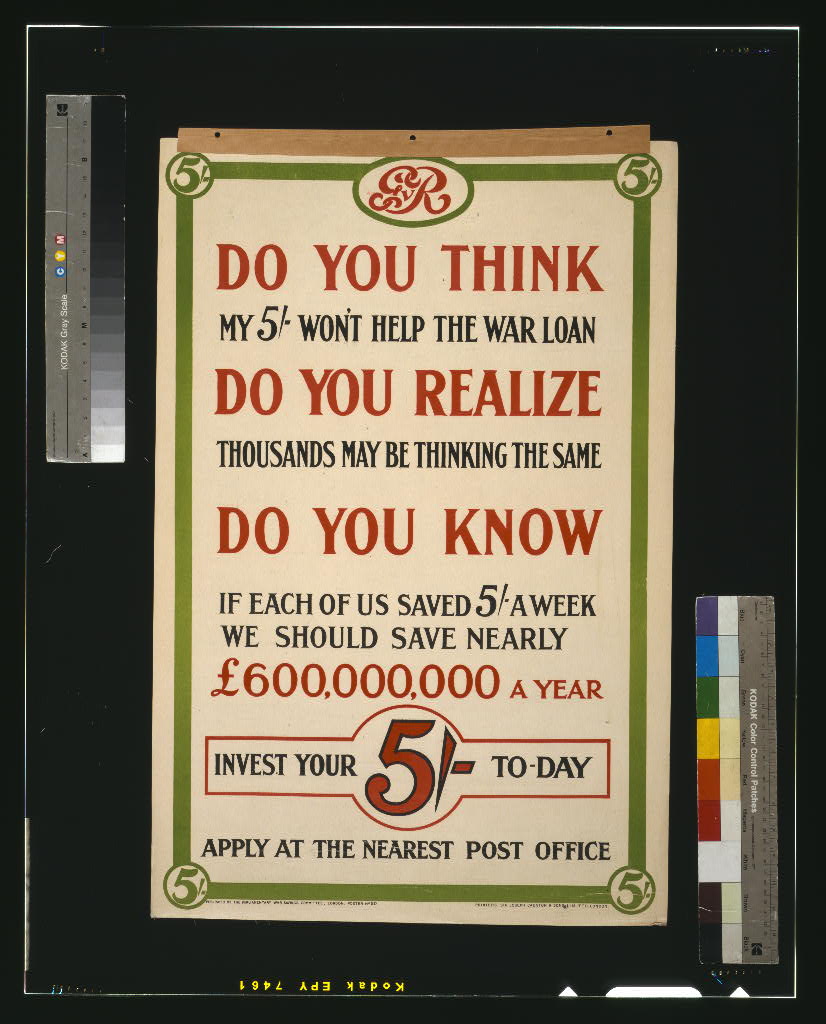 5/-
GvR
5/-
DO YOU THINK
MY 5/- WON'T HELP THE WAR LOAN
DO YOU REALIZE
THOUSANDS MAY BE THINKING THE SAME
DO YOU KNOW
IF EACH OF US SAVED 5/- A WEEK
WE SHOULD SAVE NEARLY
£600,000,000 A YEAR
INVEST YOUR 5/- TO-DAY
APPLY AT THE NEAREST POST OFFICE
5/-
5/-
KODAK Gray Scale
C Y M
KODAK Color Control Patches
Kodak EPY 7461